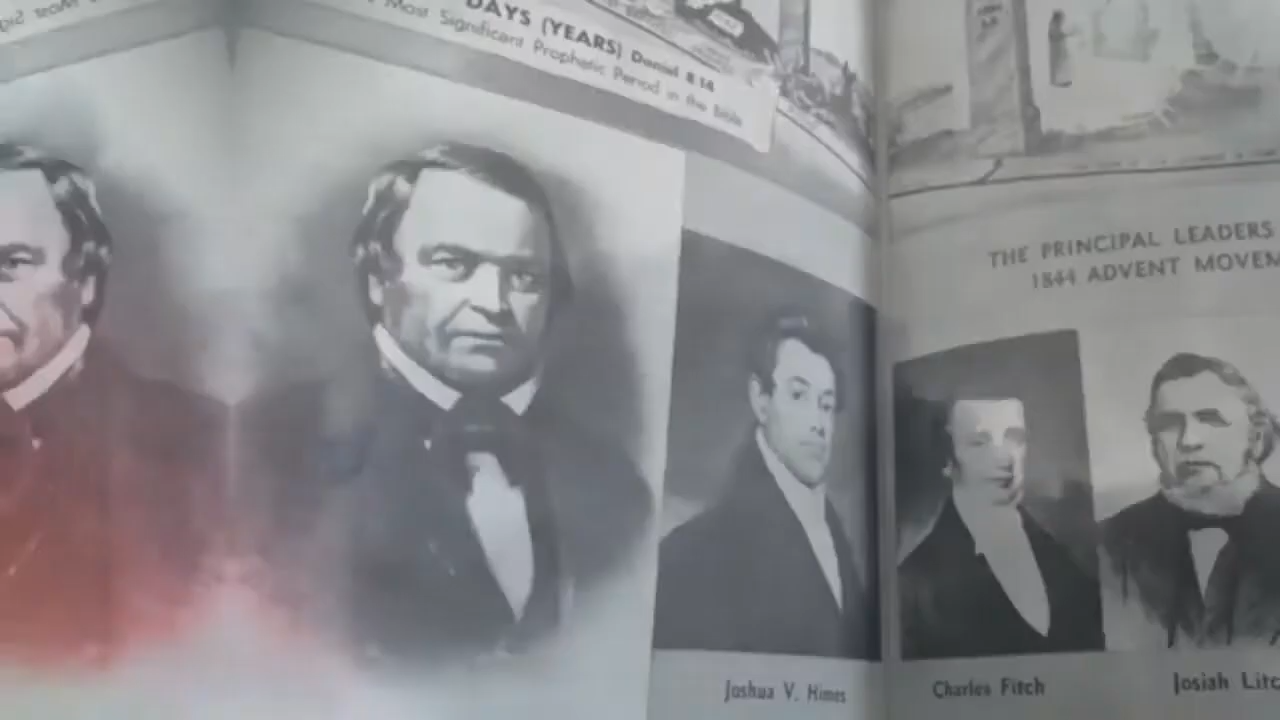 DAYS (YEARS) Daniel 8:14
Most Significant Prophetic Period in the Bible
THE PRINCIPAL LEADERS
1844 ADVENT MOVEM
Joshua V. Himes
Charles Fitch
Josiah Litc